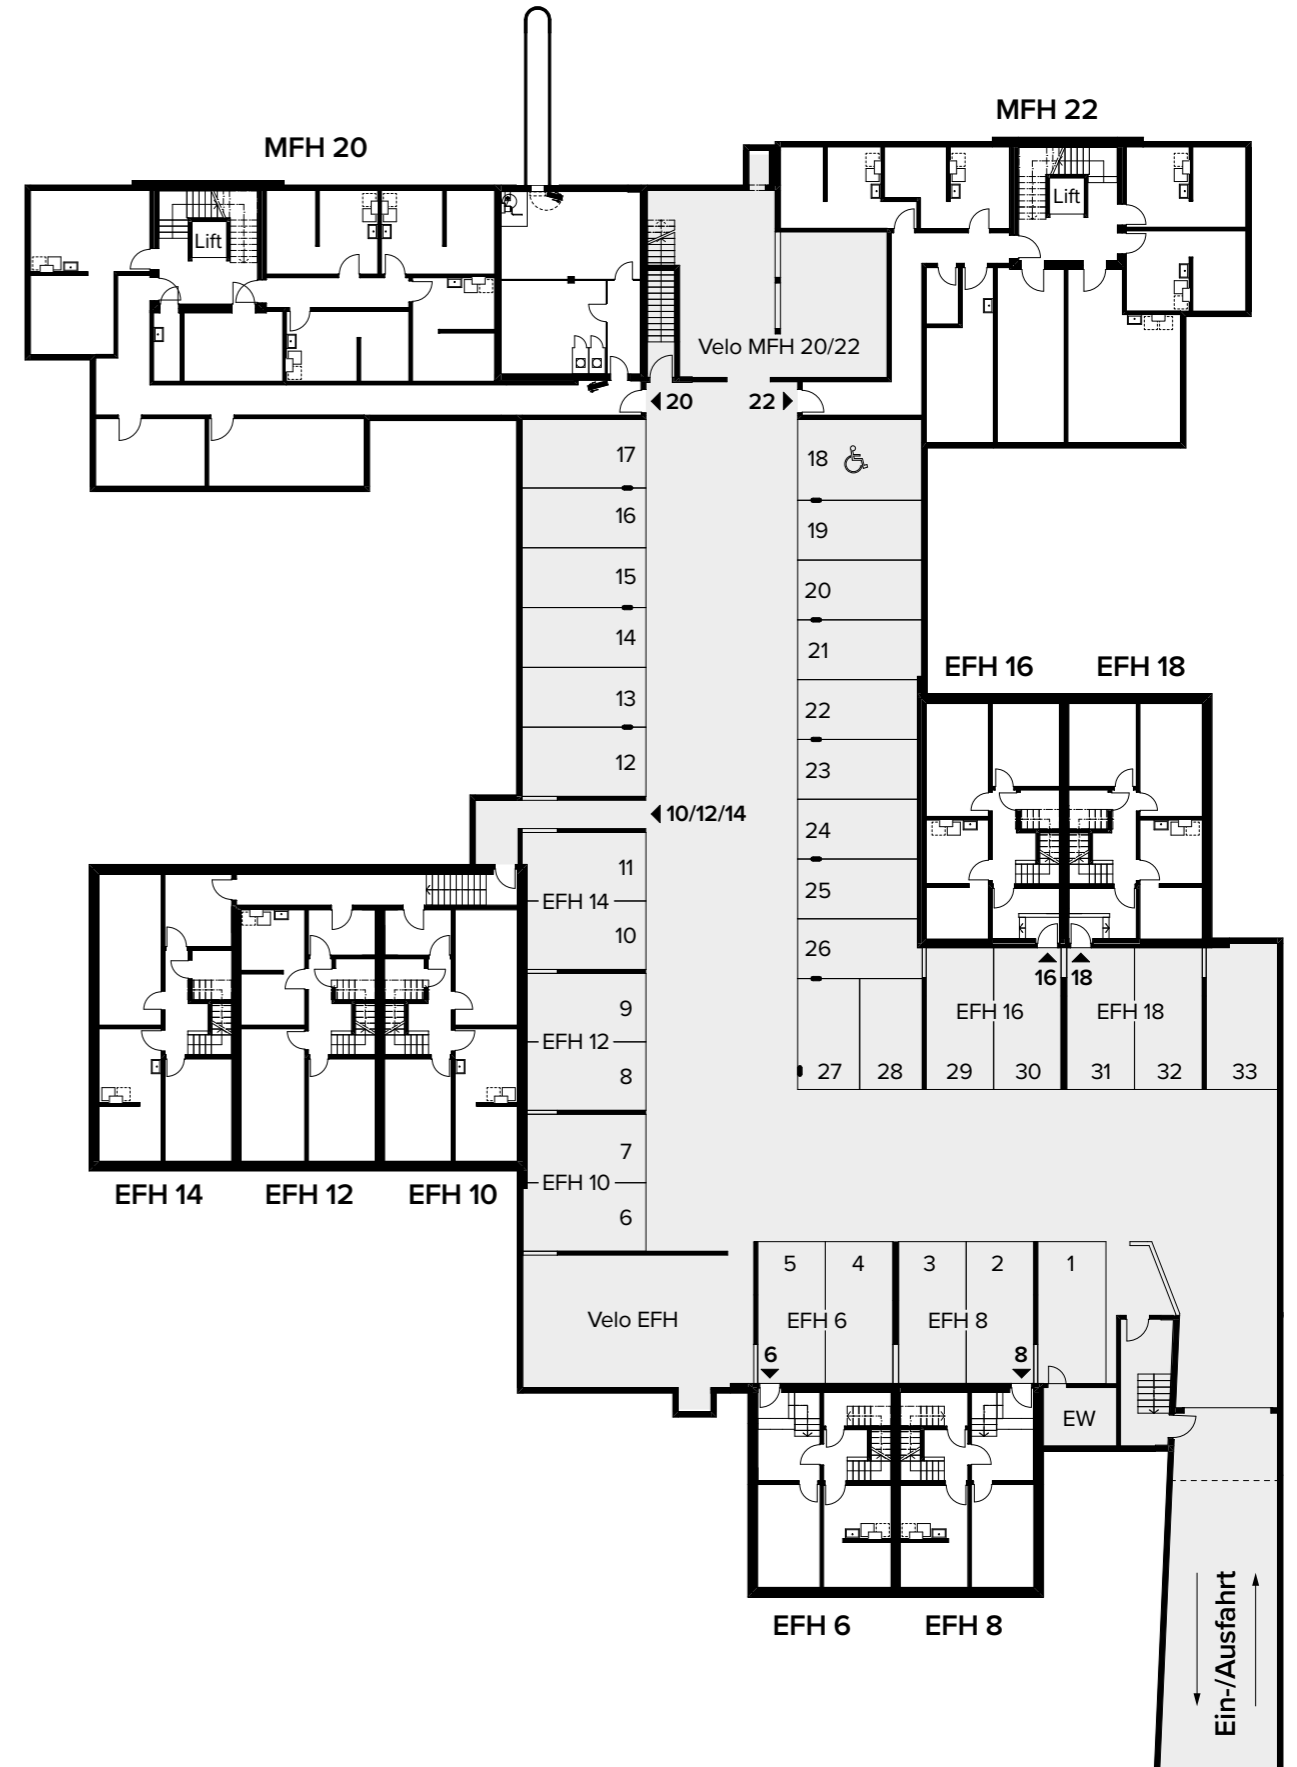 MFH 22
MFH 20
Lift
Lift
Velo MFH 20/22
20
22
17
18
16
19
15
20
14
21
13
22
12
23
EFH 16
EFH 18
10/12/14
24
11
25
EFH 14
10
26
16
18
9
EFH 12
8
EFH 16
EFH 18
27
28
29
30
31
32
33
7
EFH 10
6
EFH 14
EFH 12
EFH 10
5
4
3
2
1
Velo EFH
EFH 6
EFH 8
6
8
EW
EFH 6
EFH 8
Ein-/Ausfahrt